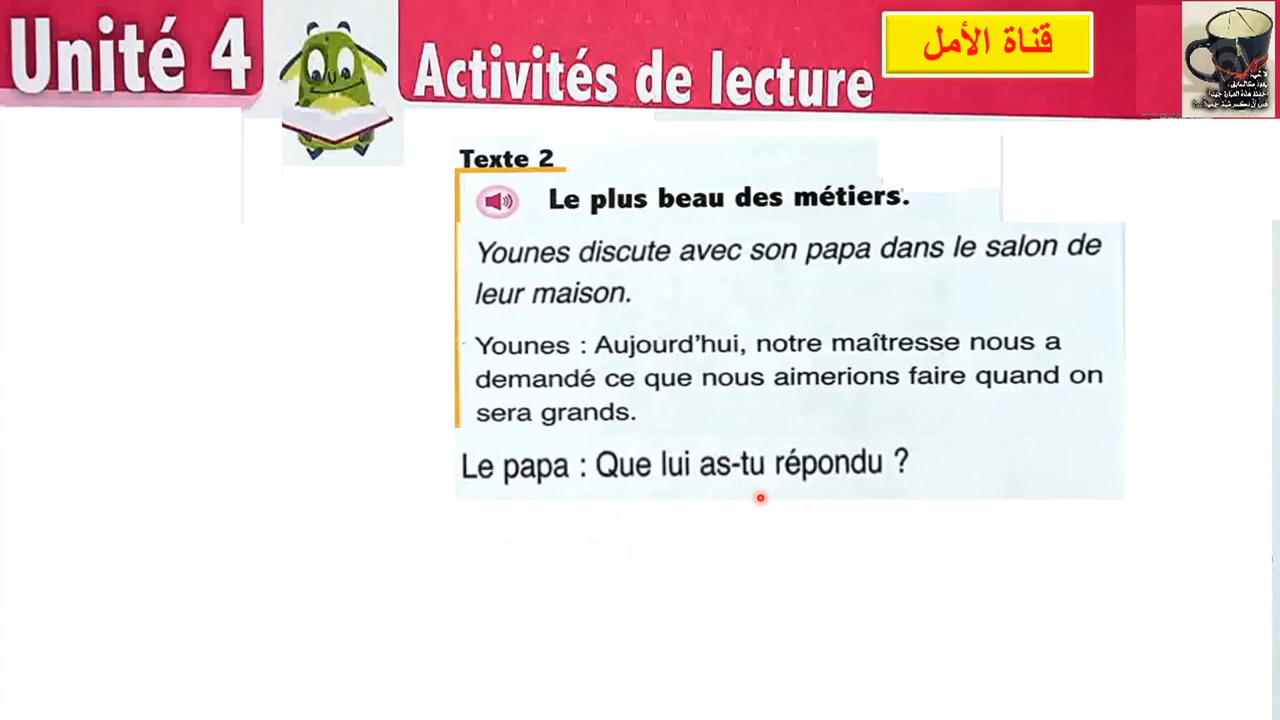 Unité 4
Activités de lecture
قناة الأمل
Texte 2
Le plus beau des métiers.
Younes discute avec son papa dans le salon de
leur maison.
Younes : Aujourd'hui, notre maîtresse nous a
demandé ce que nous aimerions faire quand on
sera grands.
Le papa : Que lui as-tu répondu ?